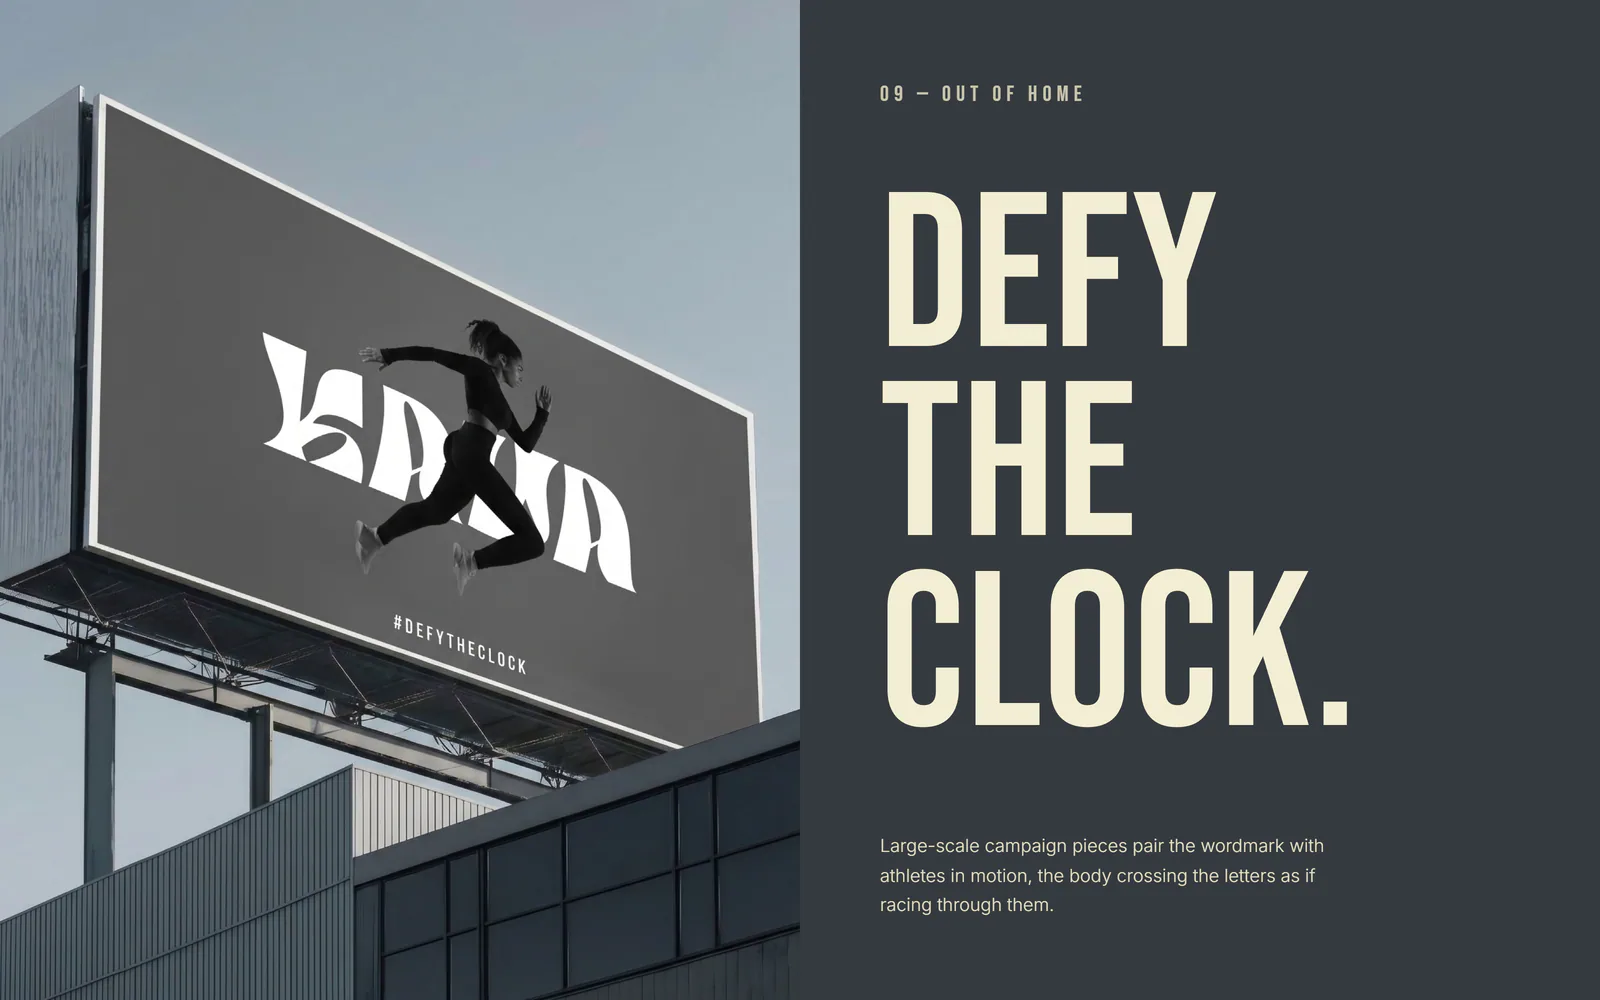 #DEFYTHECLOCK
09 — OUT OF HOME
DEFY
THE
CLOCK.
Large-scale campaign pieces pair the wordmark with
athletes in motion, the body crossing the letters as if
racing through them.